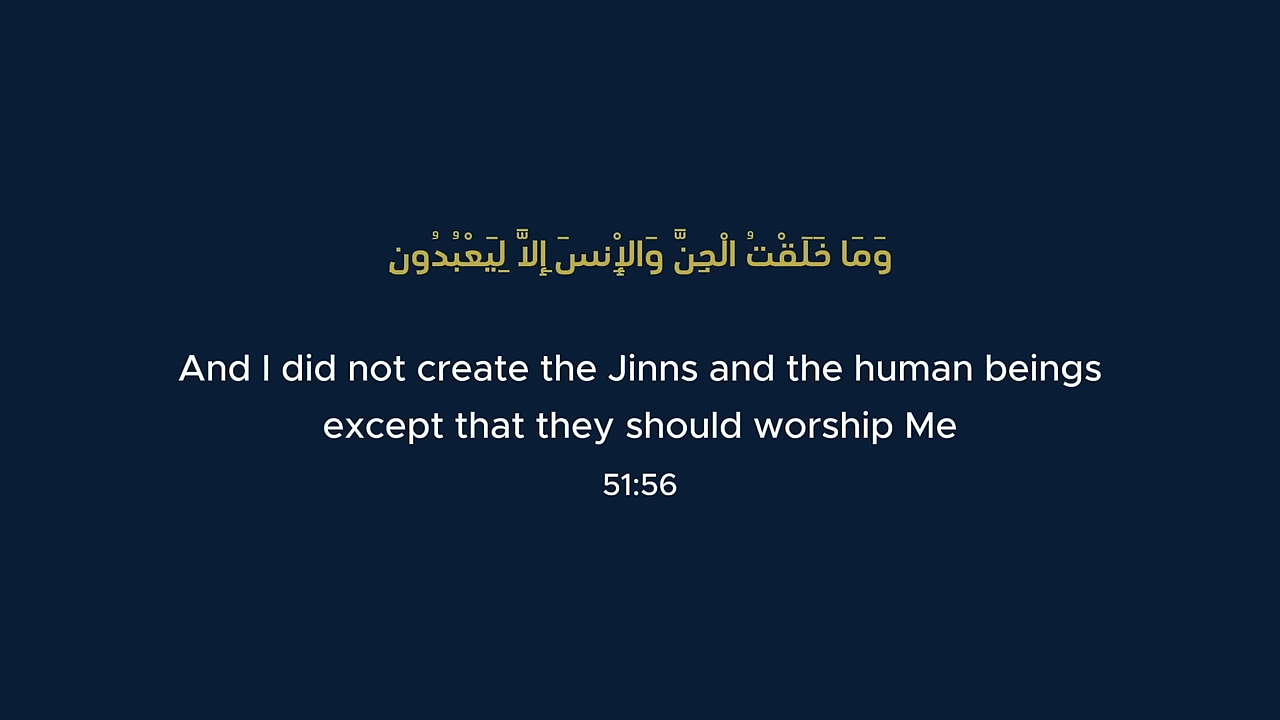 وَمَا خَلَقْتُ الْجِنَّ وَالإْنسَ إِلاَّ لِيَعْبُدُونِ
And I did not create the Jinns and the human beings
except that they should worship Me
51:56